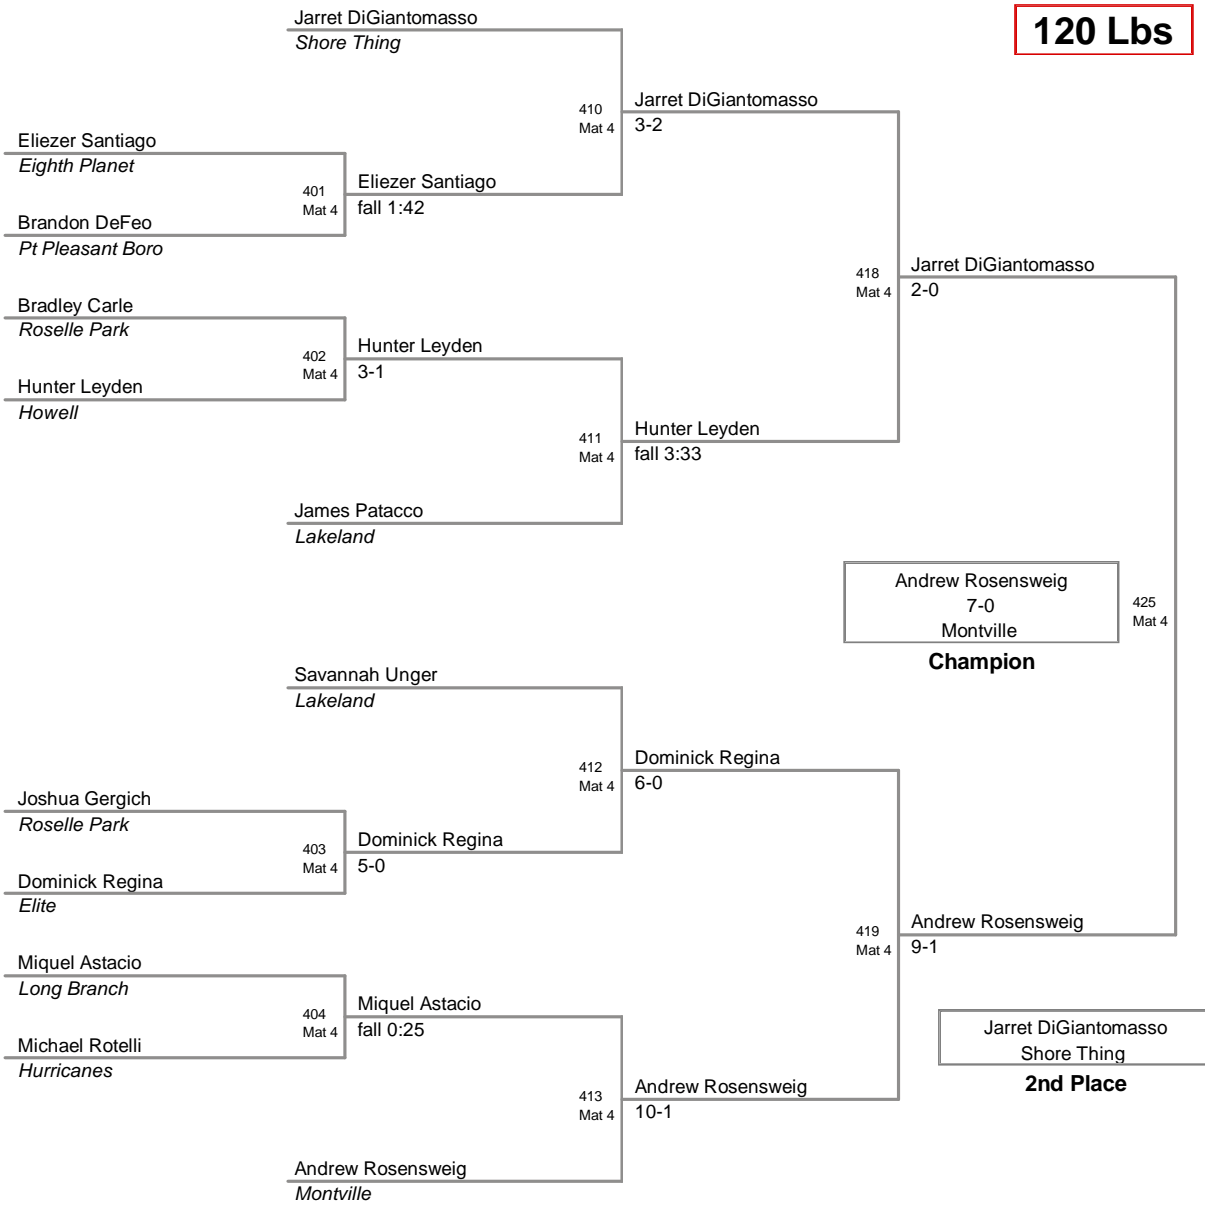 Jarret DiGiantomasso
Shore Thing
120 Lbs
410
Mat 4
Jarret DiGiantomasso
3-2
Eliezer Santiago
Eighth Planet
401
Mat 4
Eliezer Santiago
fall 1:42
Brandon DeFeo
Pt Pleasant Boro
418
Mat 4
Jarret DiGiantomasso
2-0
Bradley Carle
Roselle Park
402
Mat 4
Hunter Leyden
3-1
Hunter Leyden
Howell
411
Mat 4
Hunter Leyden
fall 3:33
James Patacco
Lakeland
Andrew Rosensweig
7-0
Montville
Champion
425
Mat 4
Savannah Unger
Lakeland
412
Mat 4
Dominick Regina
6-0
Joshua Gergich
Roselle Park
403
Mat 4
Dominick Regina
5-0
Dominick Regina
Elite
419
Mat 4
Andrew Rosensweig
9-1
Miquel Astacio
Long Branch
404
Mat 4
Miquel Astacio
fall 0:25
Michael Rotelli
Hurricanes
Jarret DiGiantomasso
Shore Thing
2nd Place
413
Mat 4
Andrew Rosensweig
10-1
Andrew Rosensweig
Montville